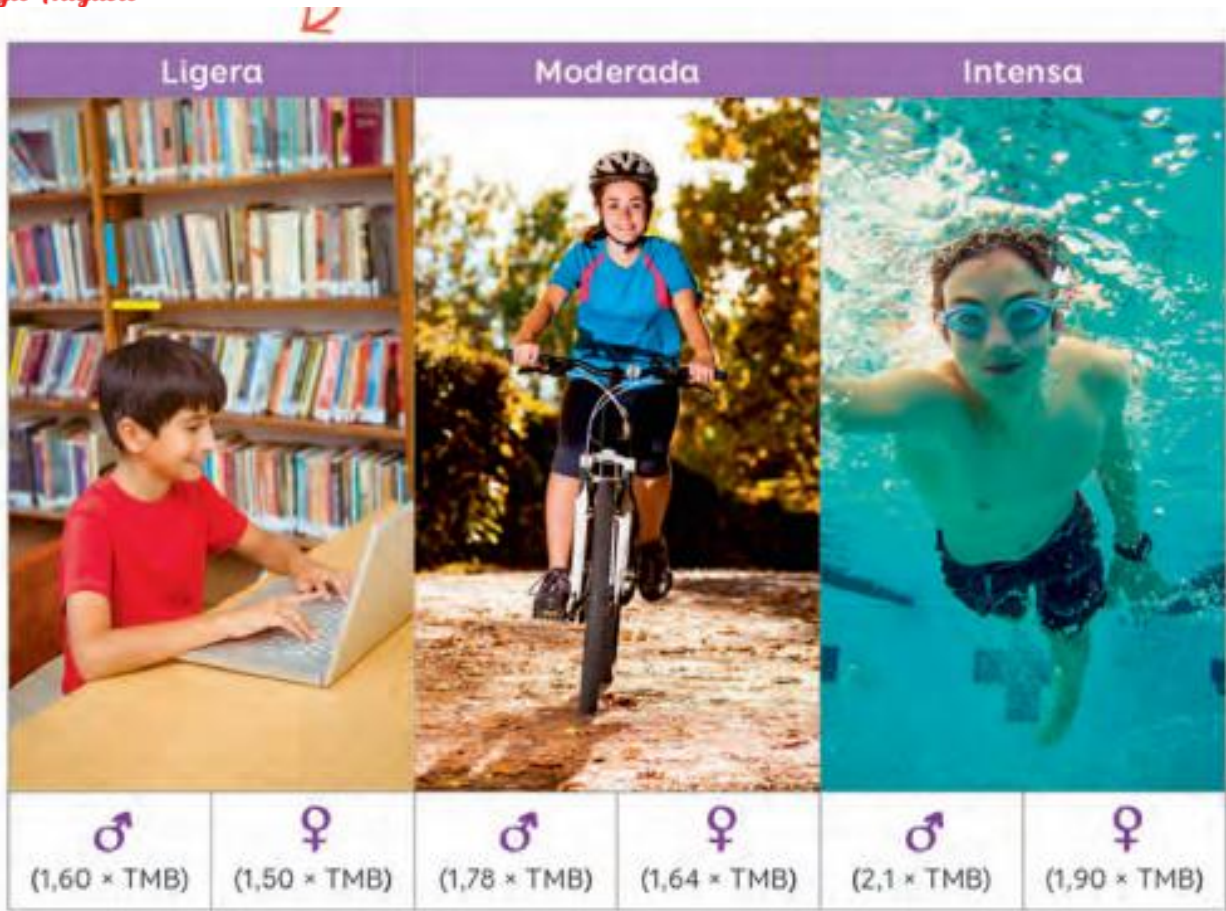 Ligera Moderada Intensa
♂ ♀ ♂ ♀ ♂ ♀
(1,60 × TMB) (1,50 × TMB) (1,78 × TMB) (1,64 × TMB) (2,1 × TMB) (1,90 × TMB)